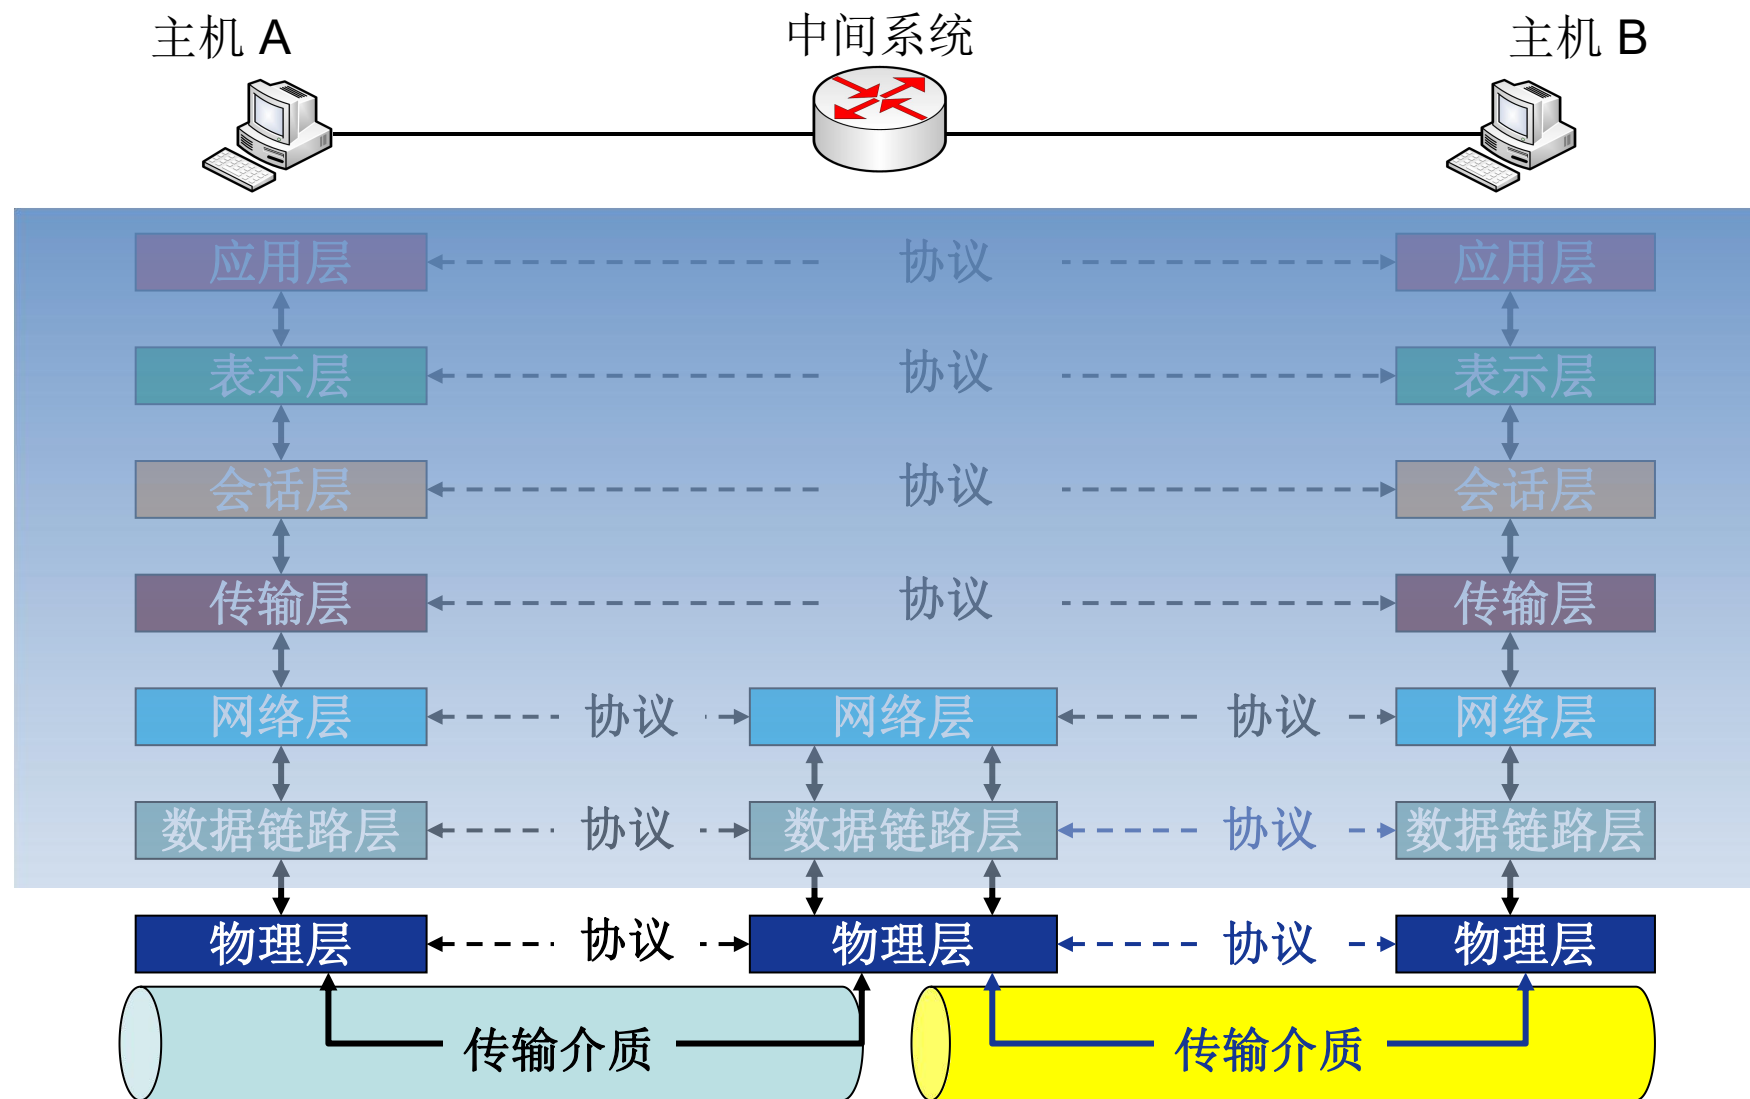 主机 A 中间系统 主机 B
应用层 协议 应用层
表示层 协议 表示层
会话层 协议 会话层
传输层 协议 传输层
网络层 协议 网络层 协议 网络层
数据链路层 协议 数据链路层 协议 数据链路层
物理层 协议 物理层 协议 物理层
传输介质 传输介质